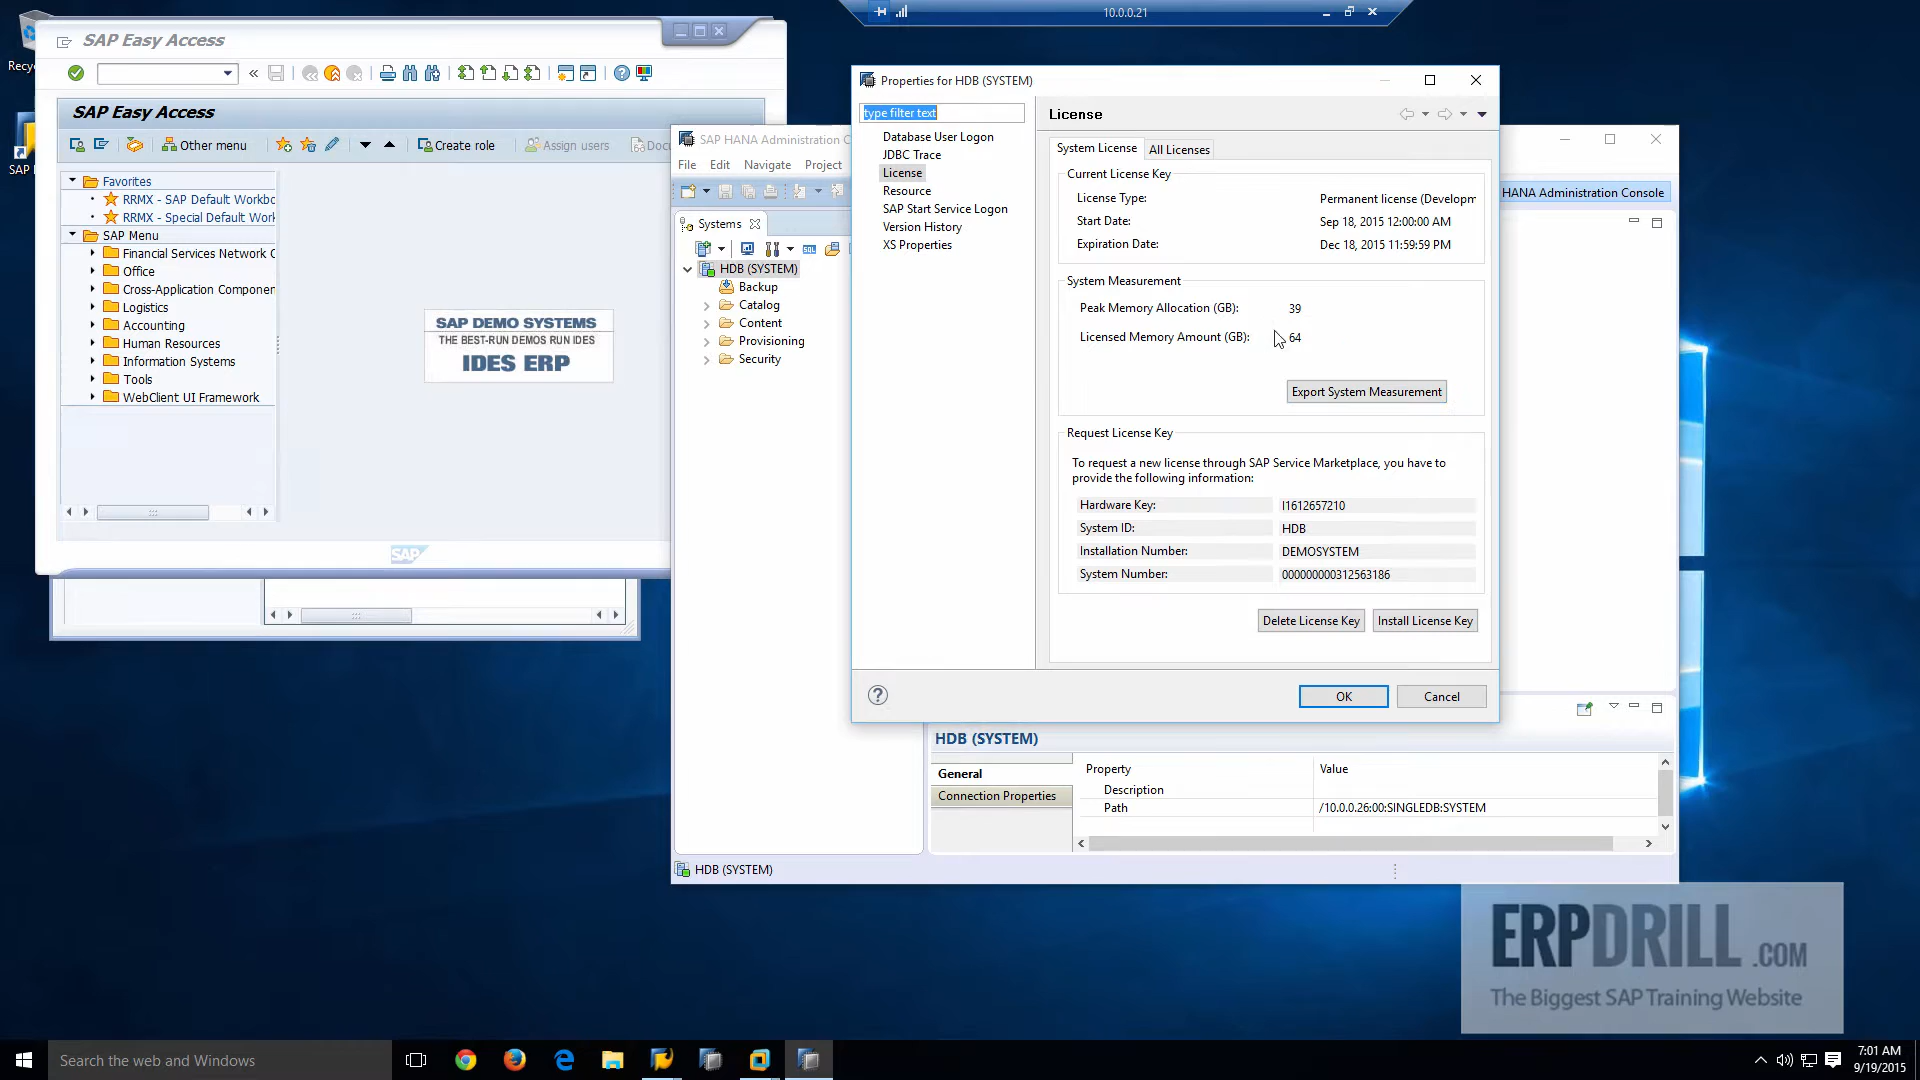 10.0.0.21
Recyc
SAP
SAP Easy Access
SAP Easy Access
Other menu
Create role
Assign users
Docu
Favorites
RRMX - SAP Default Workbo
RRMX - Special Default Work
SAP Menu
Financial Services Network C
Office
Cross-Application Componen
Logistics
Accounting
Human Resources
Information Systems
Tools
WebClient UI Framework
SAP DEMO SYSTEMS
THE BEST-RUN DEMOS RUN IDES
IDES ERP
SAP
SAP HANA Administration C
File Edit Navigate Project
HANA Administration Console
Systems
SQL
HDB (SYSTEM)
Backup
Catalog
Content
Provisioning
Security
Properties for HDB (SYSTEM)
type filter text
Database User Logon
JDBC Trace
License
Resource
SAP Start Service Logon
Version History
XS Properties
License
System License All Licenses
Current License Key
License Type: Permanent license (Developm
Start Date: Sep 18, 2015 12:00:00 AM
Expiration Date: Dec 18, 2015 11:59:59 PM
System Measurement
Peak Memory Allocation (GB): 39
Licensed Memory Amount (GB): 64
Export System Measurement
Request License Key
To request a new license through SAP Service Marketplace, you have to
provide the following information:
Hardware Key: I1612657210
System ID: HDB
Installation Number: DEMOSYSTEM
System Number: 000000000312563186
Delete License Key Install License Key
OK Cancel
HDB (SYSTEM)
General
Connection Properties
Property Value
Description
Path /10.0.0.26:00:SINGLEDB:SYSTEM
HDB (SYSTEM)
ERPDRILL.COM
The Biggest SAP Training Website
Search the web and Windows
7:01 AM
9/19/2015